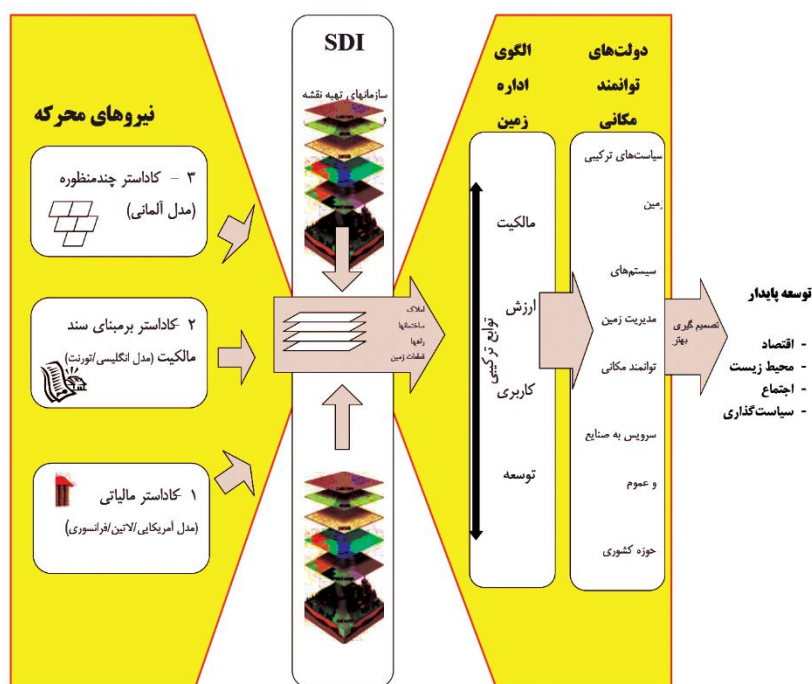 نیروهای محرکه
۳ - کاداستر چندمنظوره
(مدل آلمانی)
۲ -کاداستر برمبنای سند
مالکیت (مدل انگلیسی/تورنت)
۱ -کاداستر مالیاتی
(مدل آمریکایی/لاتین/فرانسوری)
SDI
سازمانهای تهیه نقشه
و
املاک
ساختمانها
راهها
قطعات زمین
الگوی
اداره
زمین
مالکیت
ارزش
کاربری
توسعه
توابع ترکیبی
دولت‌های
توانمند
مکانی
سیاست‌های ترکیبی
زمین
سیستم‌های
مدیریت زمین
توانمند مکانی
سرویس به صنایع
و عموم
حوزه کشوری
تصمیم گیری
بهتر
توسعه پایدار
- اقتصاد
- محیط زیست
- اجتماع
- سیاست‌گذاری